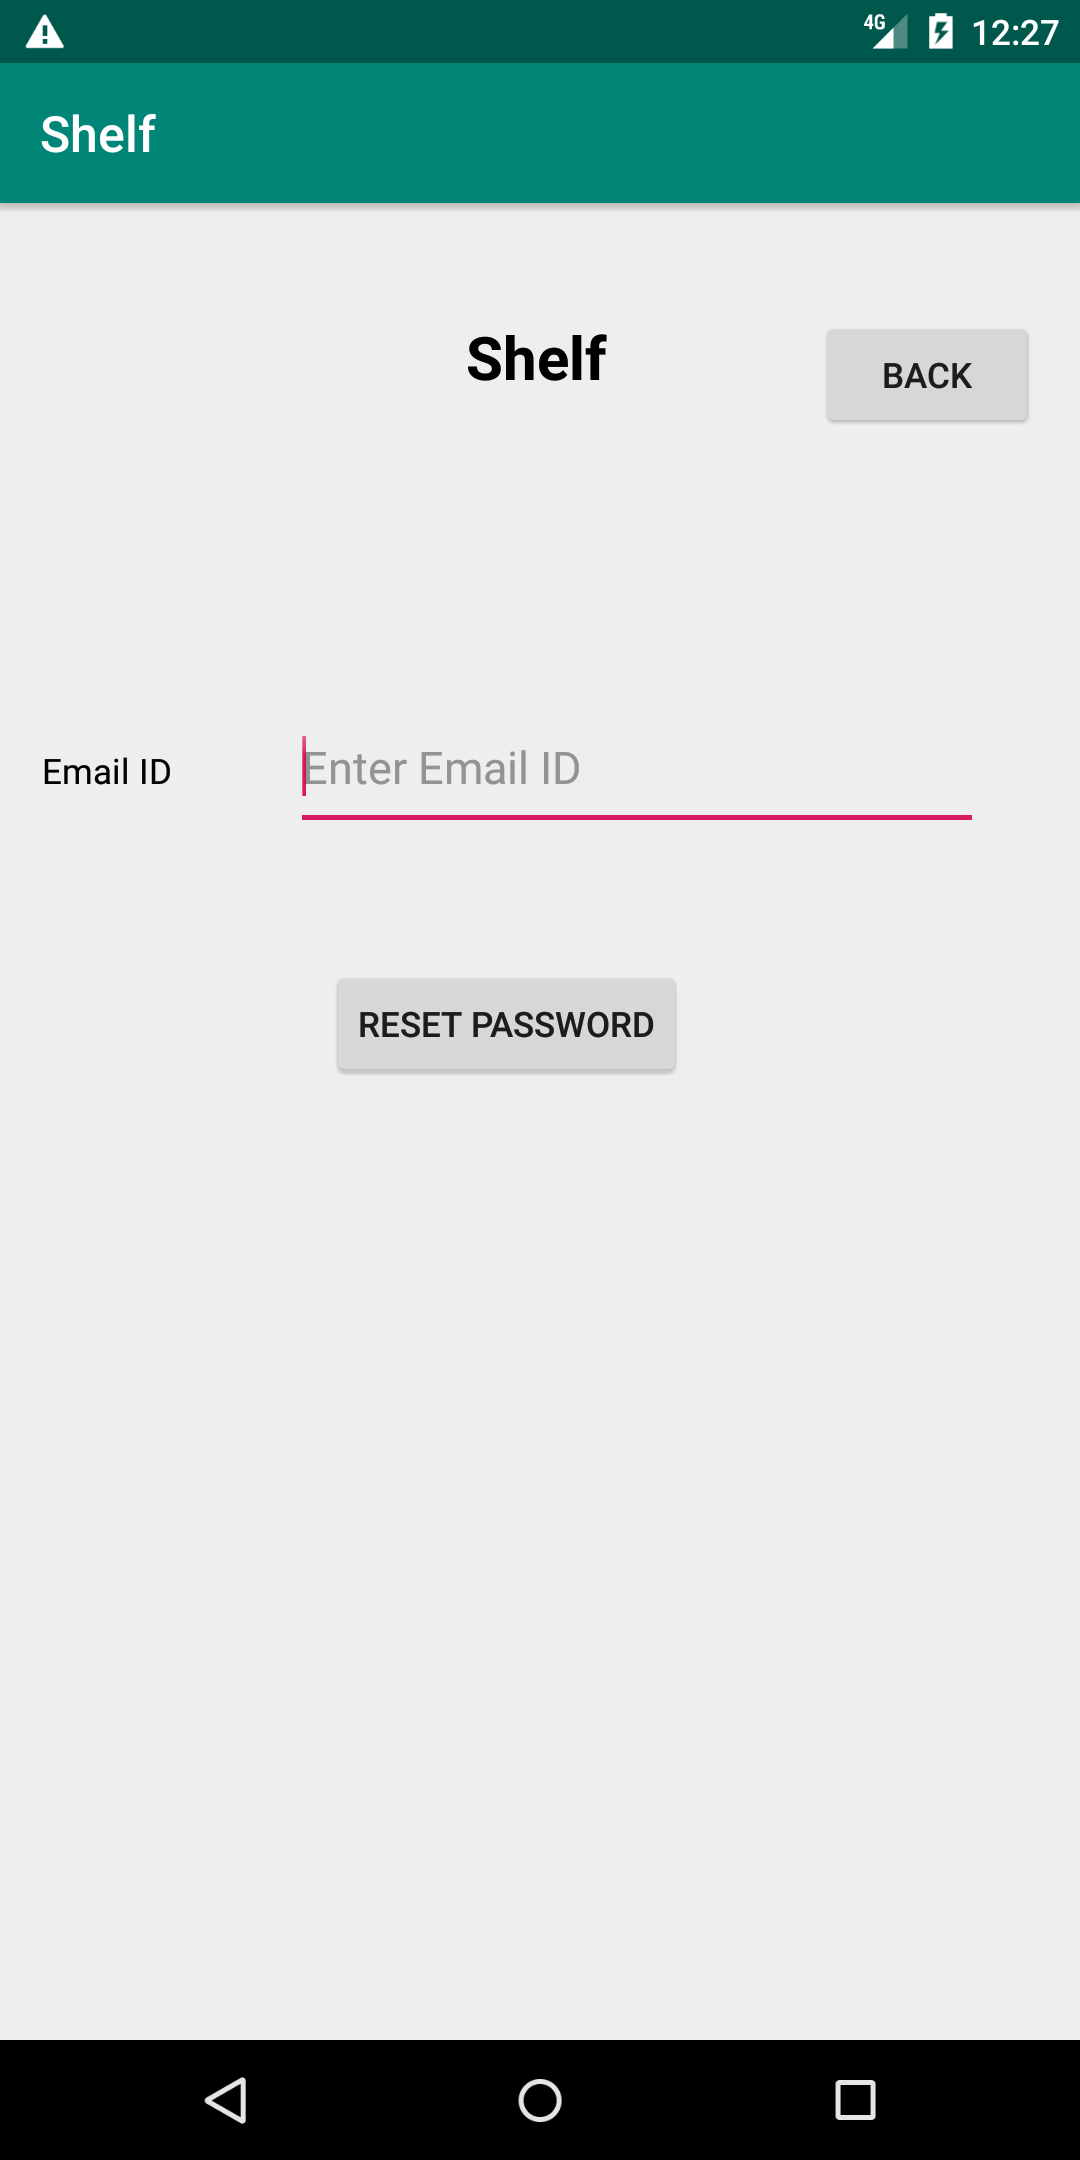 4G 12:27
Shelf
Shelf
BACK
Email ID
Enter Email ID
RESET PASSWORD